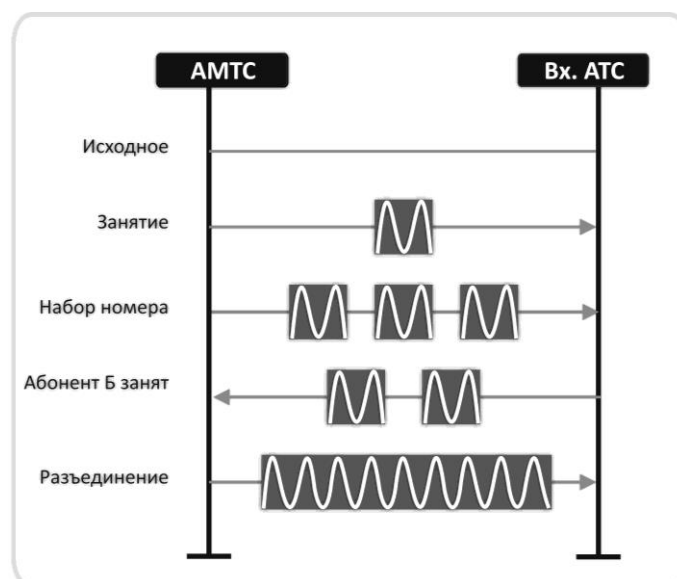 АМТС
Вх. АТС
Исходное
Занятие
Набор номера
Абонент Б занят
Разъединение